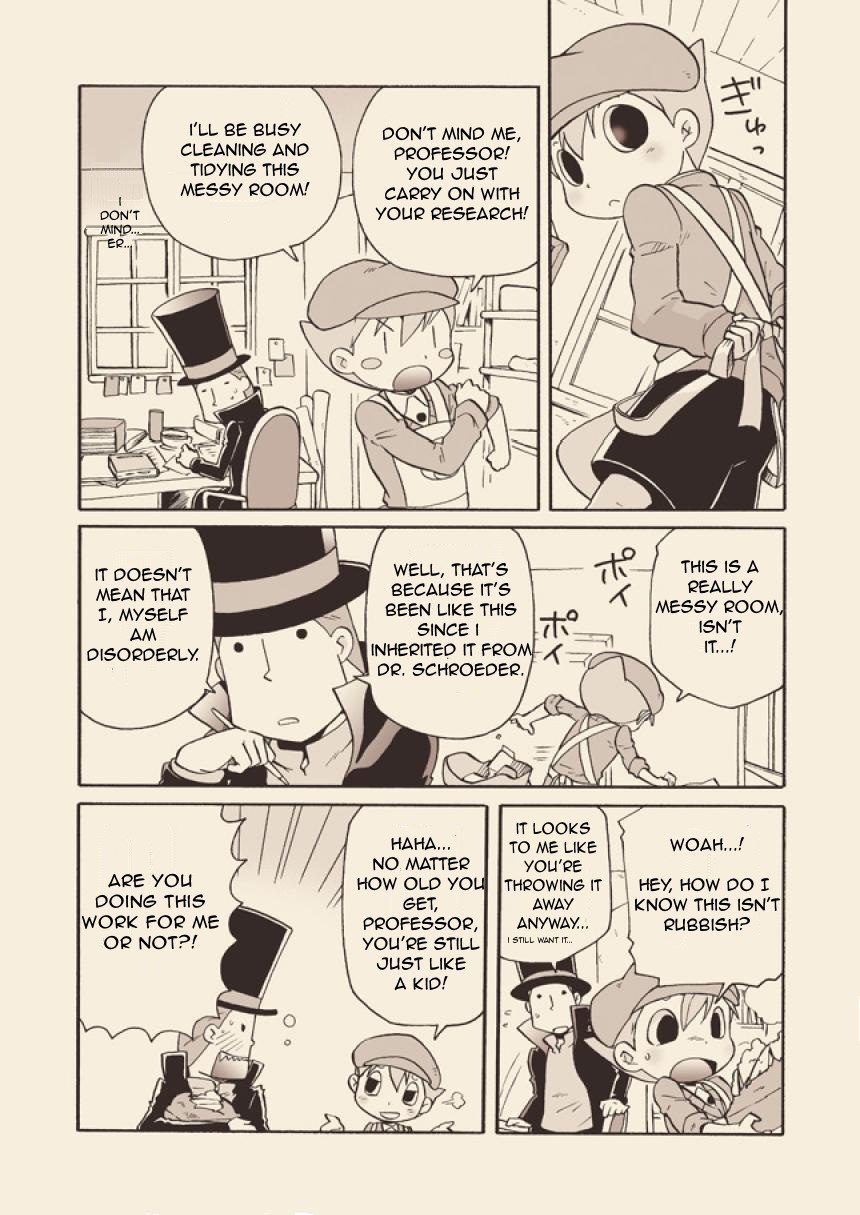 ぎゅっ
DON'T MIND ME,
PROFESSOR!
YOU JUST
CARRY ON WITH
YOUR RESEARCH!
I'LL BE BUSY
CLEANING AND
TIDYING THIS
MESSY ROOM!
I
DON'T
MIND...
ER...
THIS IS A
REALLY
MESSY ROOM,
ISN'T
IT...!
ポイ
ポイ
WELL, THAT'S
BECAUSE IT'S
BEEN LIKE THIS
SINCE I
INHERITED IT FROM
DR. SCHROEDER.
IT DOESN'T
MEAN THAT
I, MYSELF
AM
DISORDERLY.
WOAH...!
HEY, HOW DO I
KNOW THIS ISN'T
RUBBISH?
IT LOOKS
TO ME LIKE
YOU'RE
THROWING IT
AWAY
ANYWAY...
I STILL WANT IT...
HAHA...
NO MATTER
HOW OLD YOU
GET,
PROFESSOR,
YOU'RE STILL
JUST LIKE
A KID!
ARE YOU
DOING THIS
WORK FOR ME
OR NOT?!